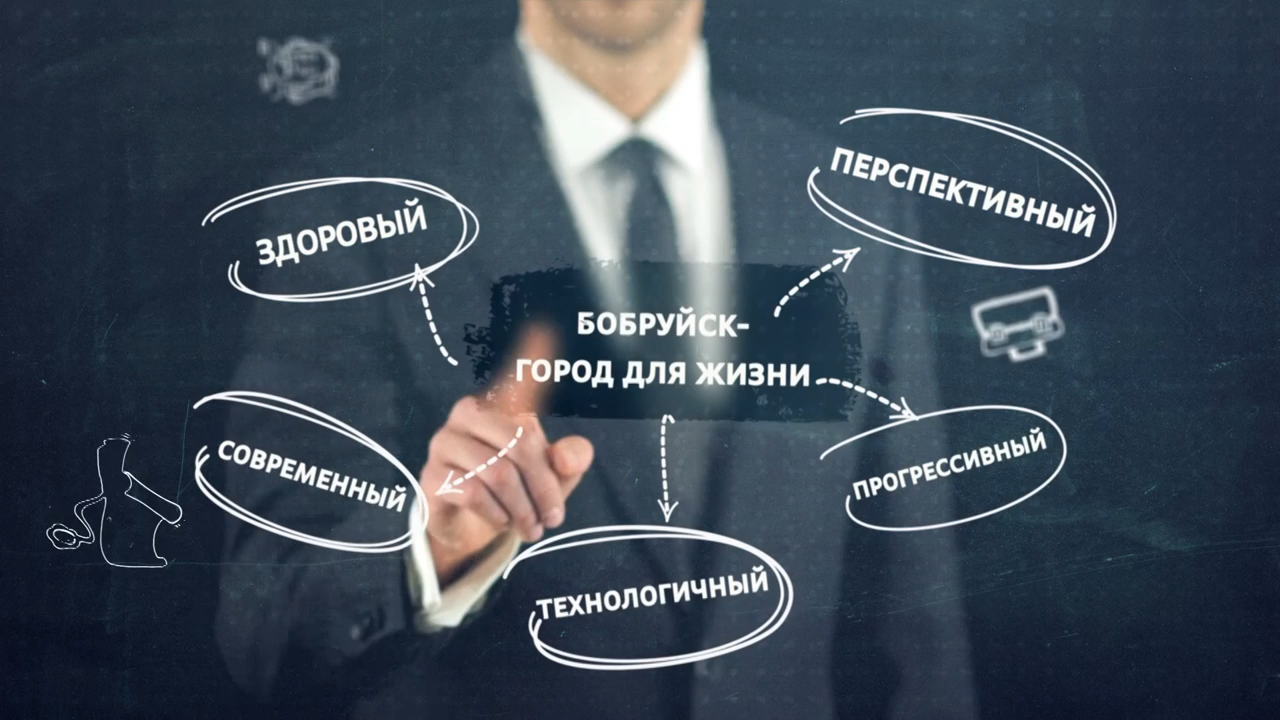 ЗДОРОВЫЙ
ПЕРСПЕКТИВНЫЙ
БОБРУЙСК-
ГОРОД ДЛЯ ЖИЗНИ
СОВРЕМЕННЫЙ
ПРОГРЕССИВНЫЙ
ТЕХНОЛОГИЧНЫЙ